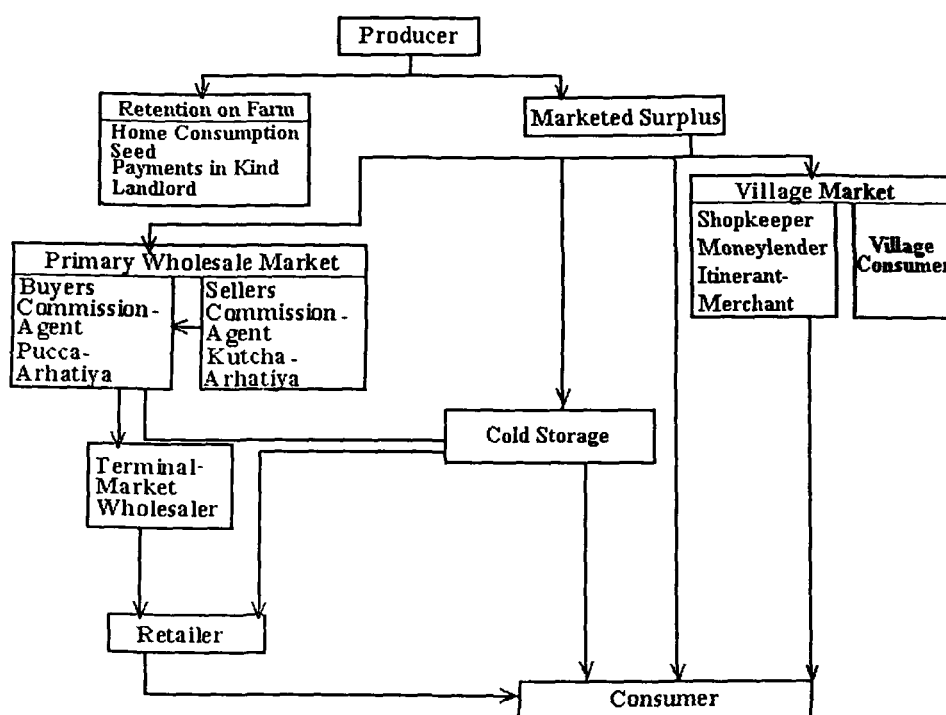 Producer
Retention on Farm
Home Consumption
Seed
Payments in Kind
Landlord
Marketed Surplus
Village Market
Shopkeeper
Moneylender
Itinerant-
Merchant
Village
Consumer
Primary Wholesale Market
Buyers
Commission-
Agent
Pucca-
Arhatiya
Sellers
Commission-
Agent
Kutcha-
Arhatiya
Cold Storage
Terminal-
Market
Wholesaler
Retailer
Consumer